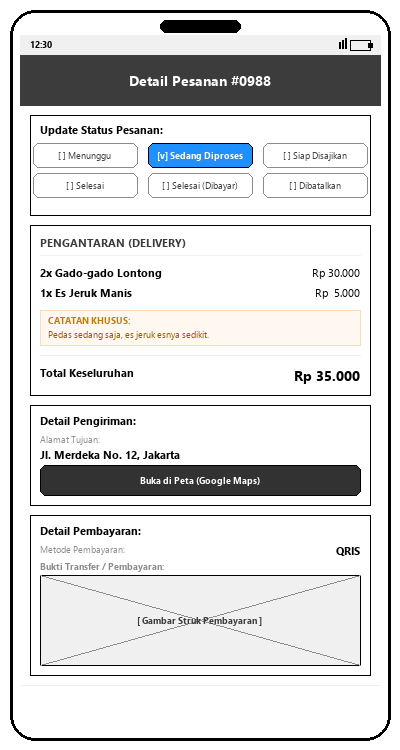 12:30
Detail Pesanan #0988
Update Status Pesanan:
[ ] Menunggu
[v] Sedang Diproses
[ ] Siap Disajikan
[ ] Selesai
[ ] Selesai (Dibayar)
[ ] Dibatalkan
PENGANTARAN (DELIVERY)
2x Gado-gado Lontong Rp 30.000
1x Es Jeruk Manis Rp 5.000
CATATAN KHUSUS:
Pedas sedang saja, es jeruk esnya sedikit.
Total Keseluruhan Rp 35.000
Detail Pengiriman:
Alamat Tujuan:
Jl. Merdeka No. 12, Jakarta
Buka di Peta (Google Maps)
Detail Pembayaran:
Metode Pembayaran: QRIS
Bukti Transfer / Pembayaran:
[ Gambar Struk Pembayaran ]